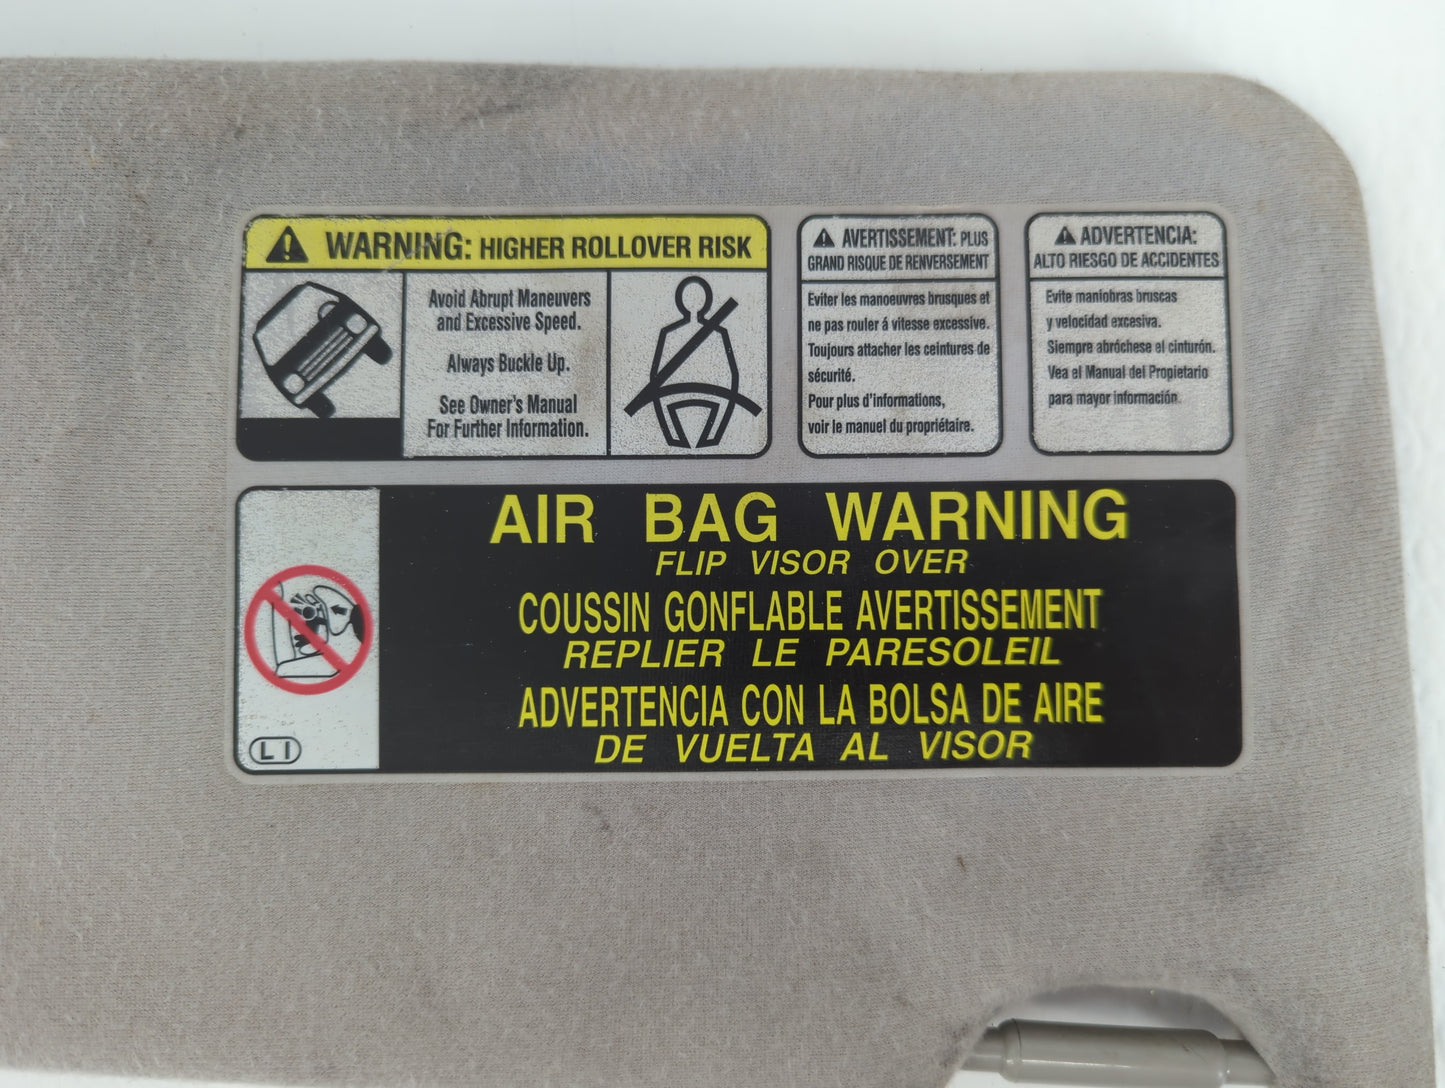 WARNING: HIGHER ROLLOVER RISK
Avoid Abrupt Maneuvers
and Excessive Speed.
Always Buckle Up.
See Owner's Manual
For Further Information.
AVERTISSEMENT: PLUS
GRAND RISQUE DE RENVERSEMENT
Eviter les manoeuvres brusques et
ne pas rouler á vitesse excessive.
Toujours attacher les ceintures de
sécurité.
Pour plus d'informations,
voir le manuel du propriétaire.
ADVERTENCIA:
ALTO RIESGO DE ACCIDENTES
Evite maniobras bruscas
y velocidad excesiva.
Siempre abróchese el cinturón.
Vea el Manual del Propietario
para mayor información.
AIR BAG WARNING
FLIP VISOR OVER
COUSSIN GONFLABLE AVERTISSEMENT
REPLIER LE PARESOLEIL
ADVERTENCIA CON LA BOLSA DE AIRE
DE VUELTA AL VISOR
L I